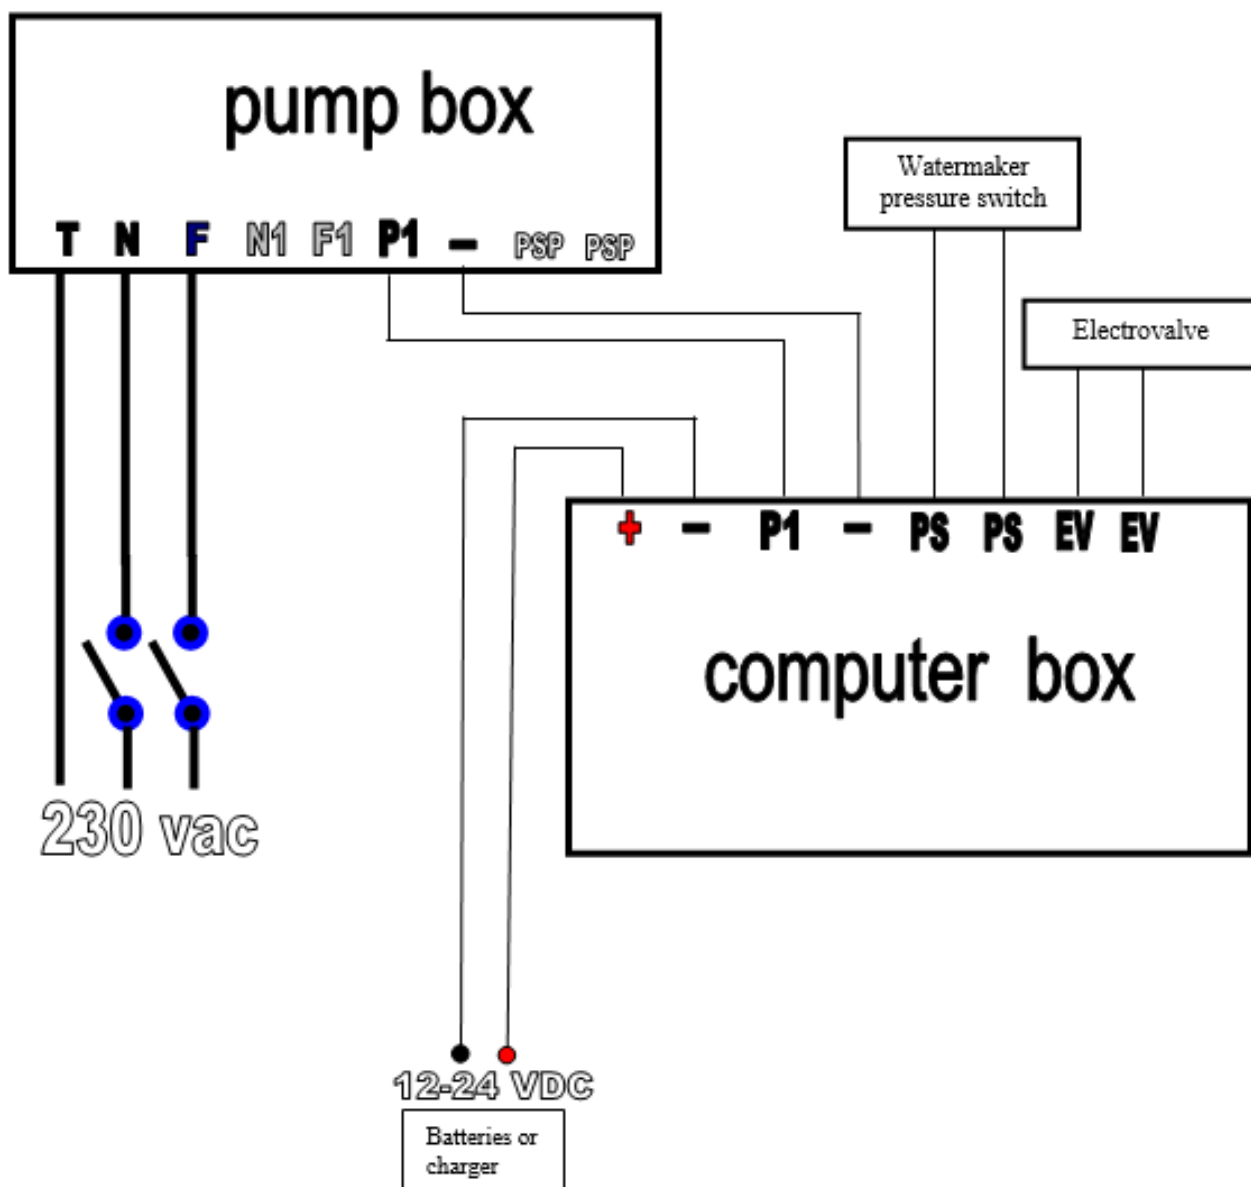 pump box
T N F N1 F1 P1 - PSP PSP
Watermaker
pressure switch
Electrovalve
+ - P1 - PS PS EV EV
computer box
230 vac
12-24 VDC
Batteries or
charger